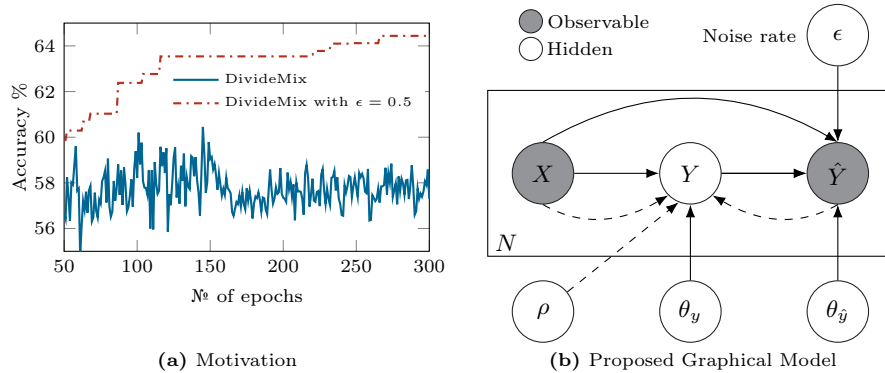 64
62
60
58
56
50
100
150
200
250
300
Accuracy %
№ of epochs
DivideMix
DivideMix with ϵ = 0.5
(a) Motivation
Observable
Hidden
Noise rate
ϵ
X
Y
Ŷ
N
ρ
θ_y
θ_ŷ
(b) Proposed Graphical Model